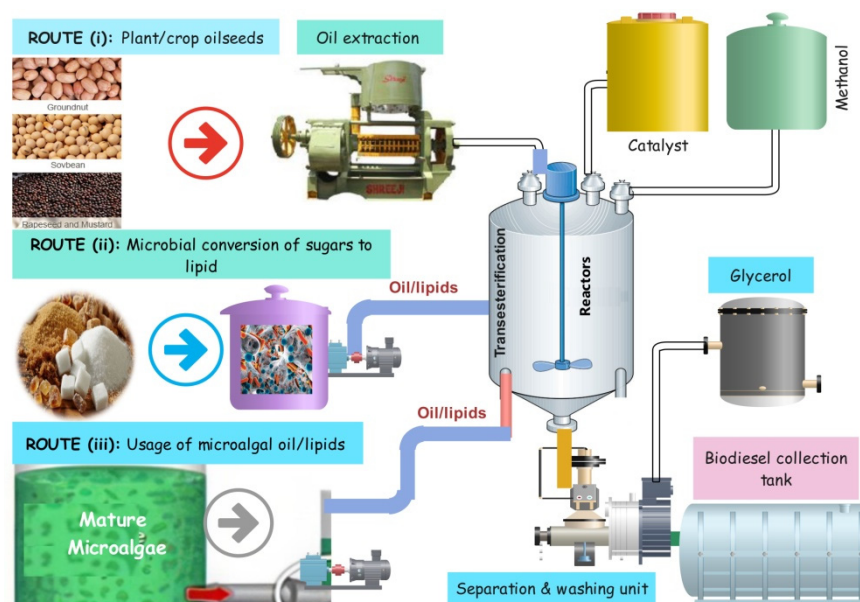 ROUTE (i): Plant/crop oilseeds
Oil extraction
Groundnut
Soybean
Rapeseed and Mustard
SHREEJI
Catalyst
Methanol
ROUTE (ii): Microbial conversion of sugars to
lipid
Oil/lipids
Transesterification
Reactors
Glycerol
Oil/lipids
ROUTE (iii): Usage of microalgal oil/lipids
Mature
Microalgae
Biodiesel collection
tank
Separation & washing unit